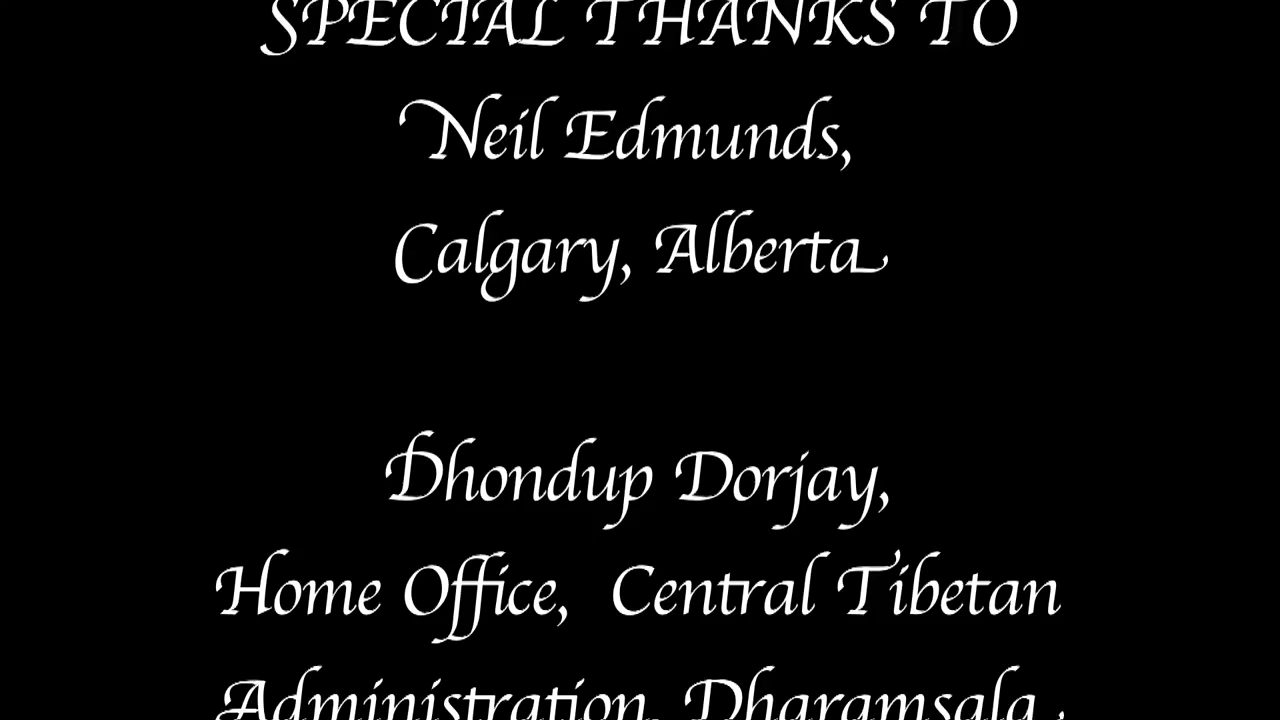 SPECIAL THANKS TO
Neil Edmunds,
Calgary, Alberta
Dhondup Dorjay,
Home Office, Central Tibetan
Administration, Dharamsala